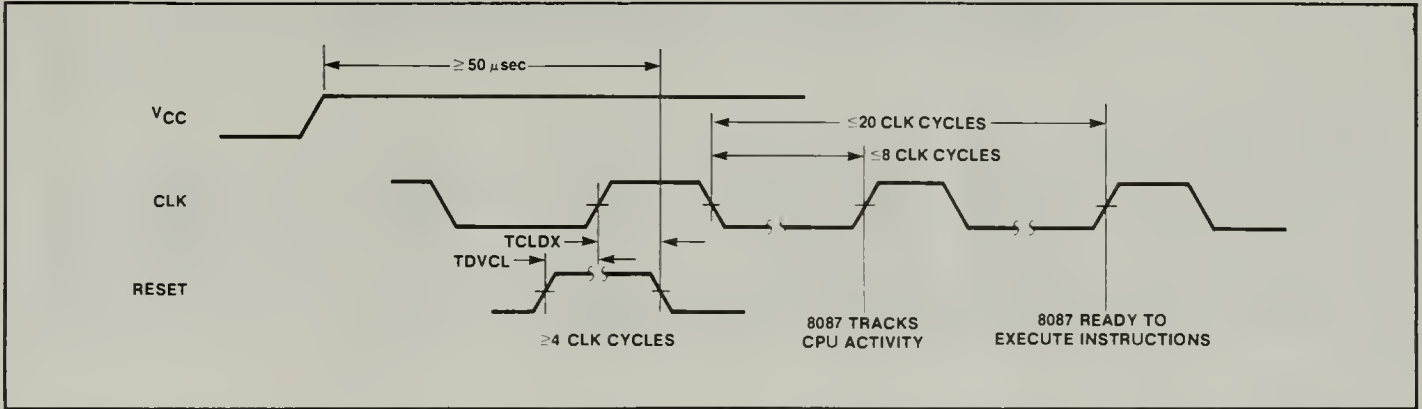 ≥ 50 μsec
VCC
≤20 CLK CYCLES
≤8 CLK CYCLES
CLK
TCLDX
TDVCL
RESET
≥4 CLK CYCLES
8087 TRACKS
CPU ACTIVITY
8087 READY TO
EXECUTE INSTRUCTIONS